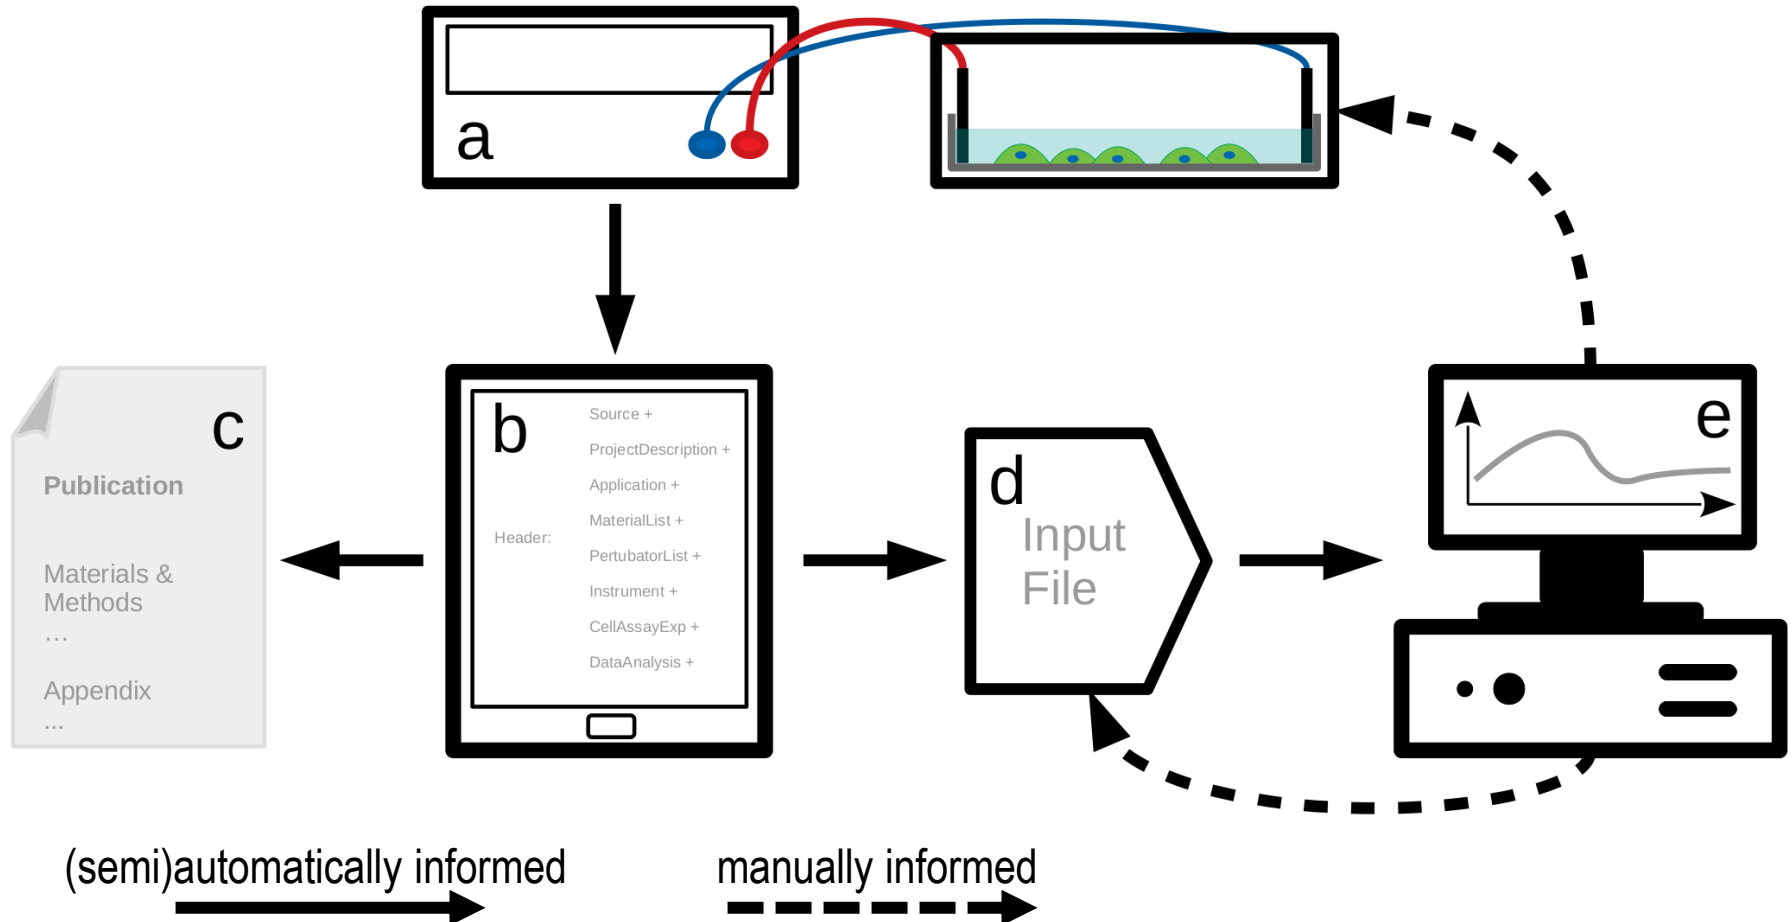 a
c
Publication
Materials &
Methods
...
Appendix
...
b
Header:
Source +
ProjectDescription +
Application +
MaterialList +
PertubatorList +
Instrument +
CellAssayExp +
DataAnalysis +
d
Input
File
e
(semi)automatically informed
manually informed